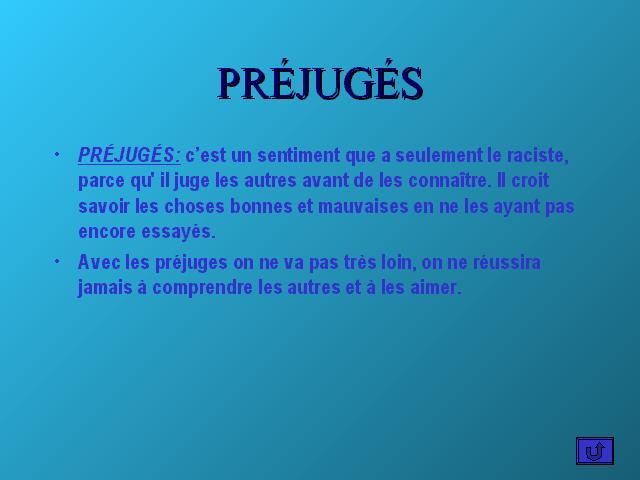 PRÉJUGÉS
• PRÉJUGÉS: c'est un sentiment que a seulement le raciste,
parce qu' il juge les autres avant de les connaître. Il croit
savoir les choses bonnes et mauvaises en ne les ayant pas
encore essayés.
• Avec les préjuges on ne va pas très loin, on ne réussira
jamais à comprendre les autres et à les aimer.